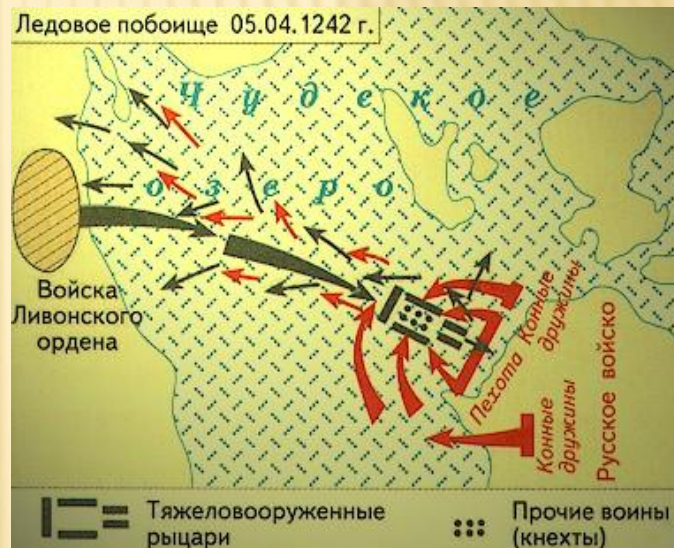 Ледовое побоище 05.04.1242 г.
Чудское
озеро
Войска
Ливонского
ордена
Пехота
Конные
дружины
Конные
дружины
Русское войско
Тяжеловооруженные
рыцари
Прочие воины
(кнехты)